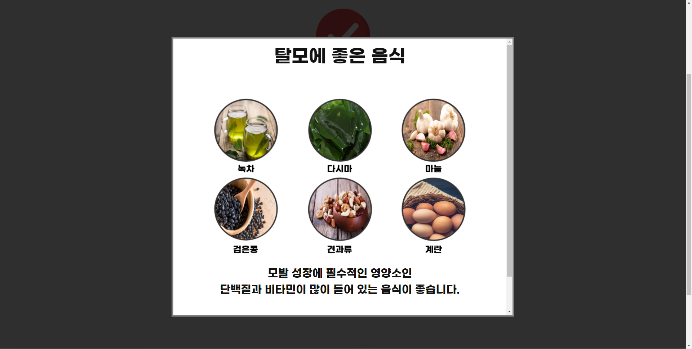 탈모에 좋은 음식
녹차
다시마
마늘
검은콩
견과류
계란
모발 성장에 필수적인 영양소인
단백질과 비타민이 많이 들어 있는 음식이 좋습니다.